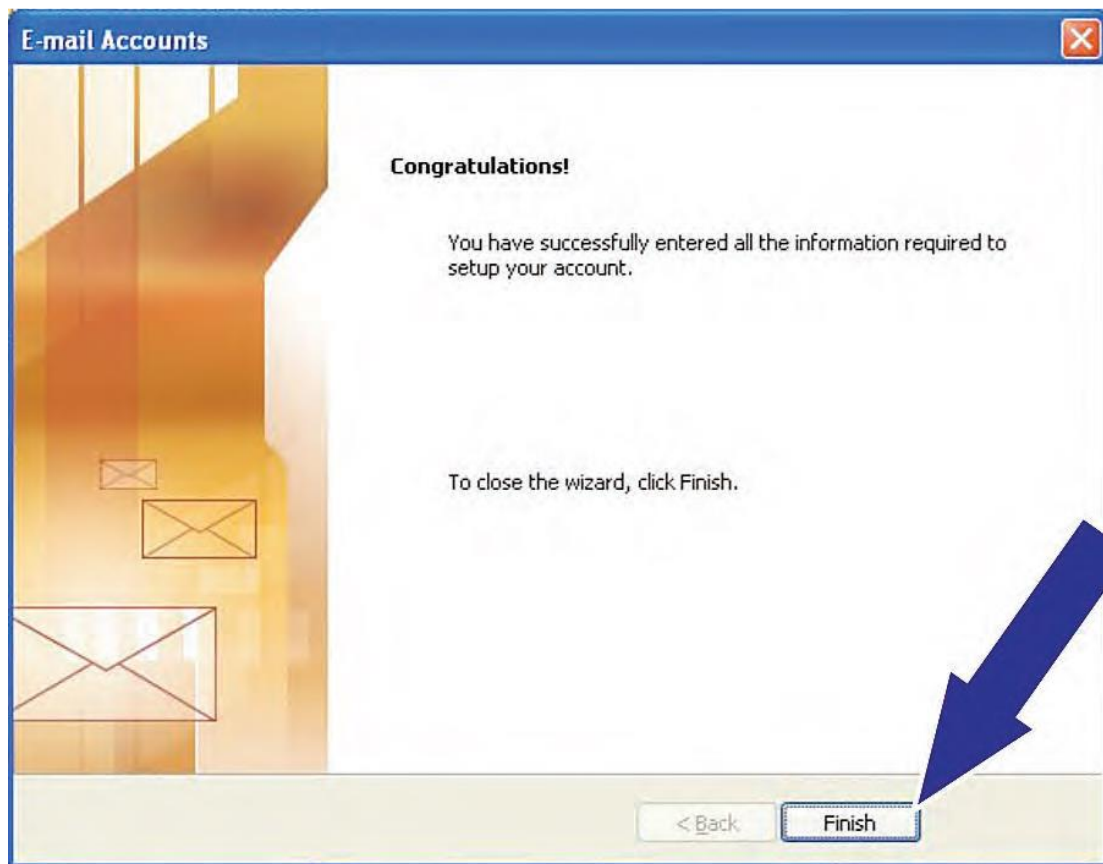 E-mail Accounts
Congratulations!
You have successfully entered all the information required to
setup your account.
To close the wizard, click Finish.
< Back
Finish